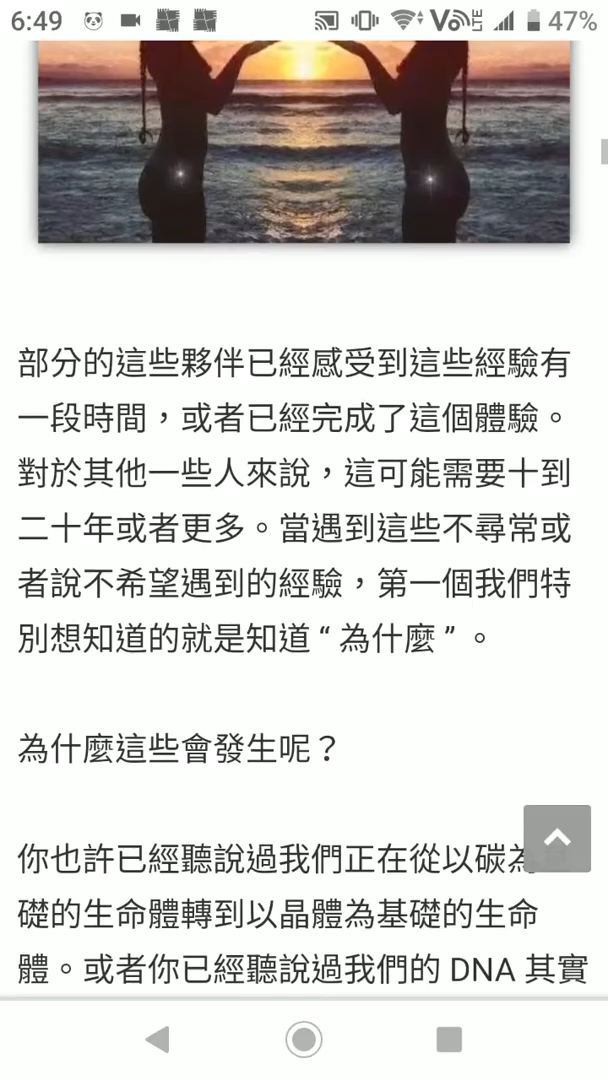 6:49
LTE
47%
部分的這些夥伴已經感受到這些經驗有
一段時間，或者已經完成了這個體驗。
對於其他一些人來說，這可能需要十到
二十年或者更多。當遇到這些不尋常或
者說不希望遇到的經驗，第一個我們特
別想知道的就是知道“ 為什麼 ” 。
為什麼這些會發生呢？
你也許已經聽說過我們正在從以碳為
礎的生命體轉到以晶體為基礎的生命
體。或者你已經聽說過我們的 DNA 其實